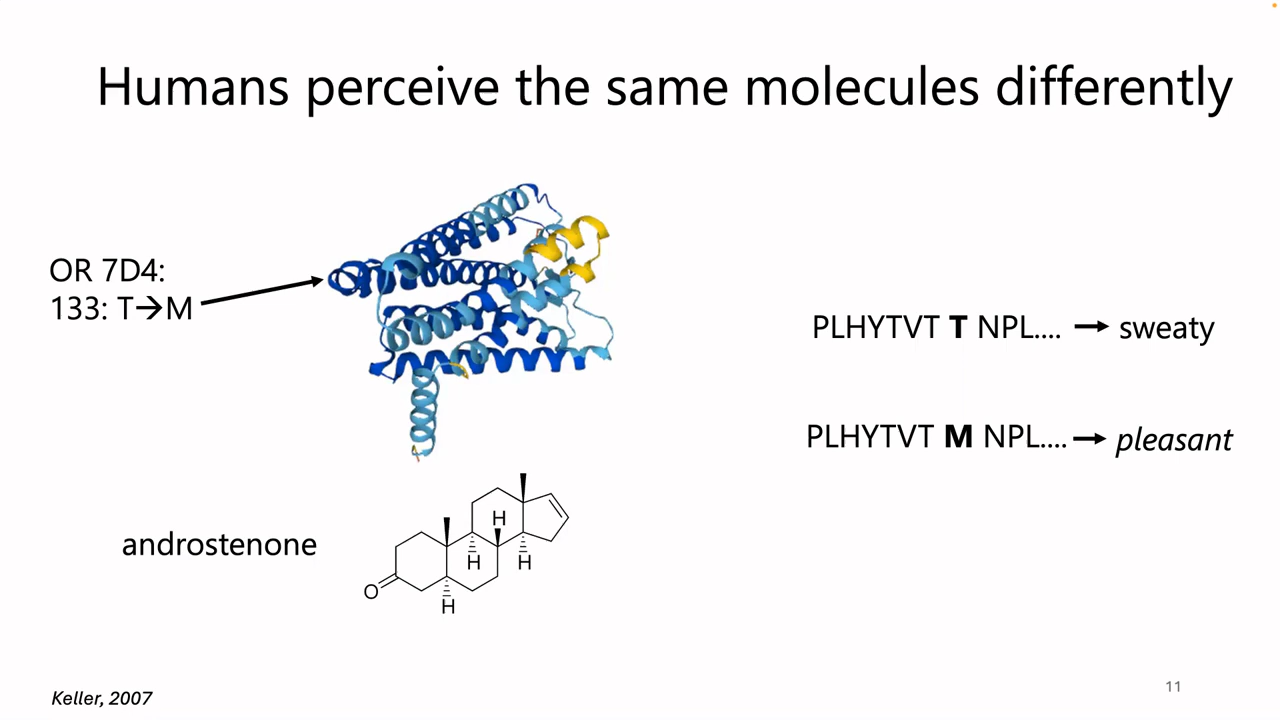 Humans perceive the same molecules differently
OR 7D4:
133: T→M
PLHYTVT T NPL.... → sweaty
PLHYTVT M NPL.... → pleasant
androstenone
H
H
H
O
H
Keller, 2007
11